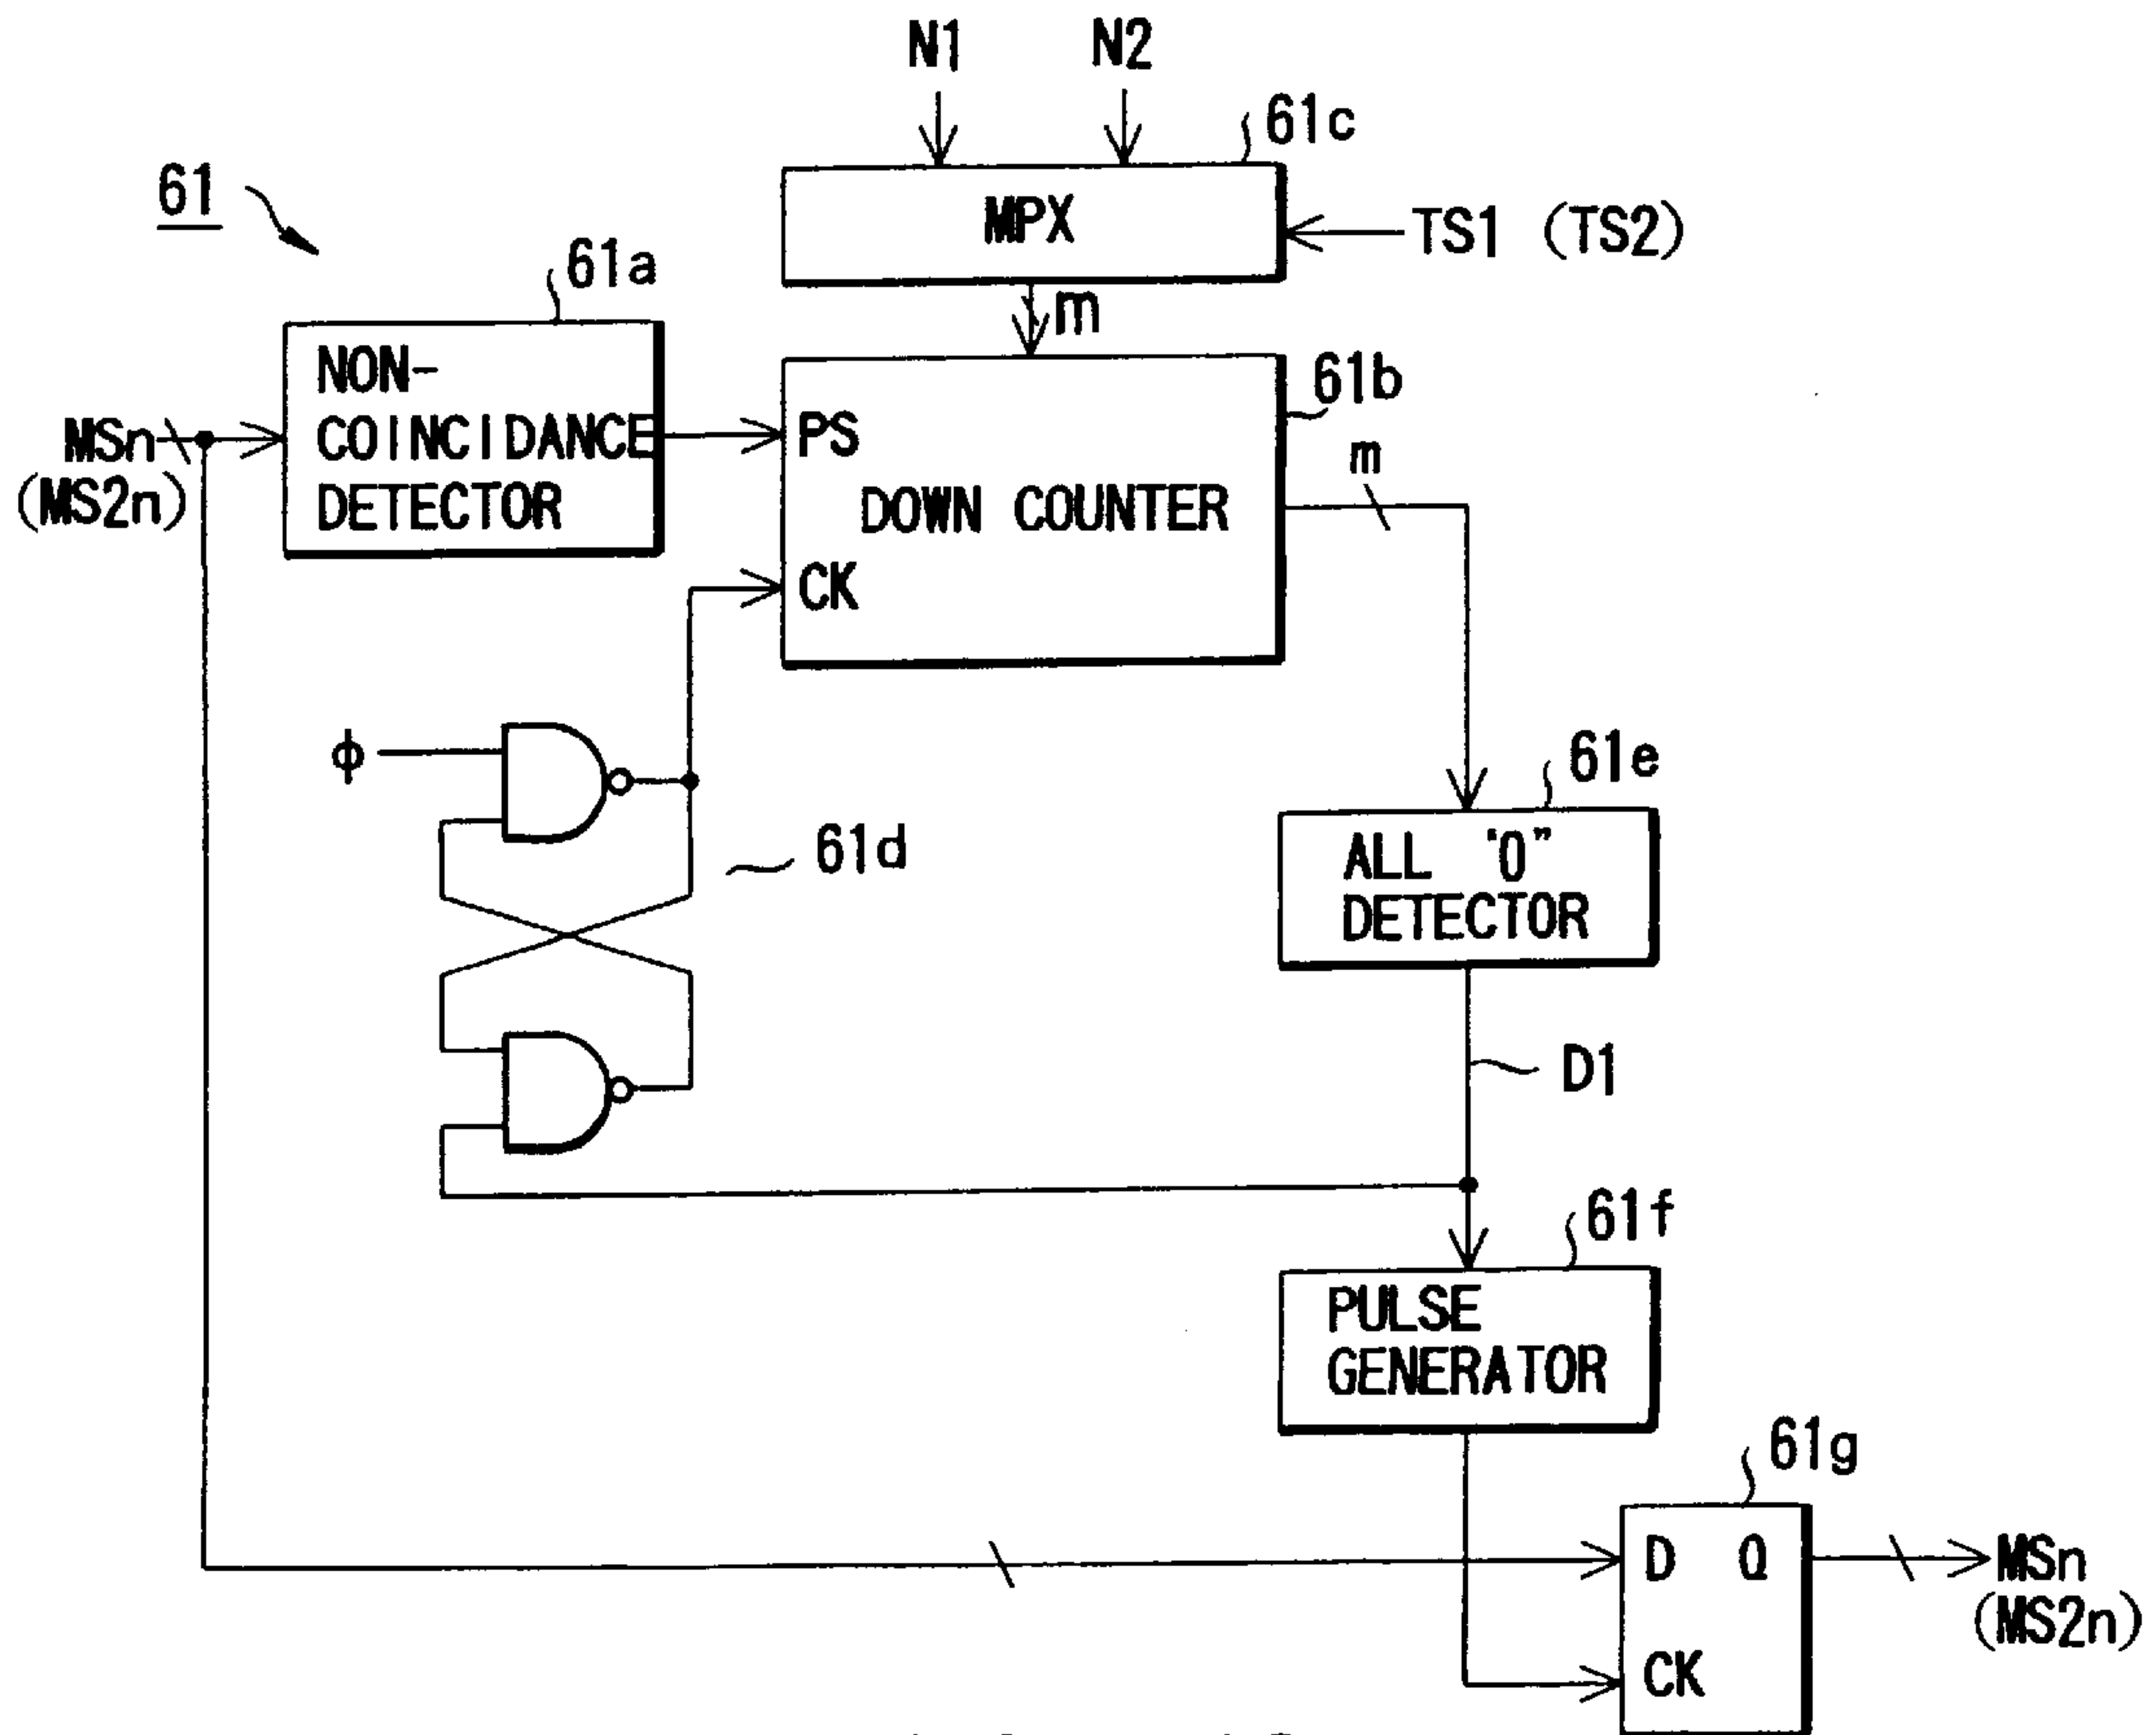 N1 N2
61c
61
MPX
TS1 (TS2)
61a
m
NON-
COINCIDANCE
DETECTOR
61b
MSn
(MS2n)
PS
m
DOWN COUNTER
CK
ϕ
61e
61d
ALL "0"
DETECTOR
D1
61f
PULSE
GENERATOR
61g
D Q
MSn
(MS2n)
CK